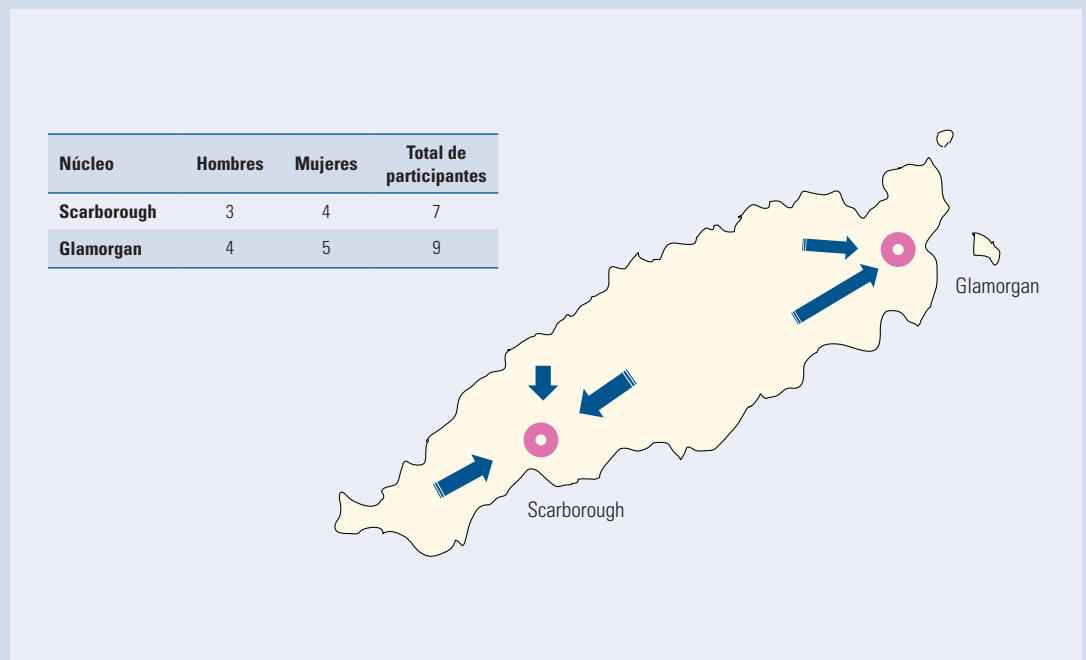 Núcleo Hombres Mujeres Total de participantes
Scarborough 3 4 7
Glamorgan 4 5 9
Glamorgan
Scarborough